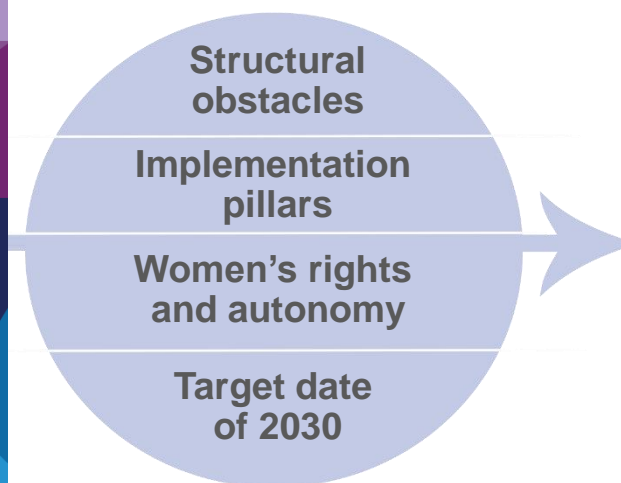 Structural
obstacles
Implementation
pillars
Women’s rights
and autonomy
Target date
of 2030